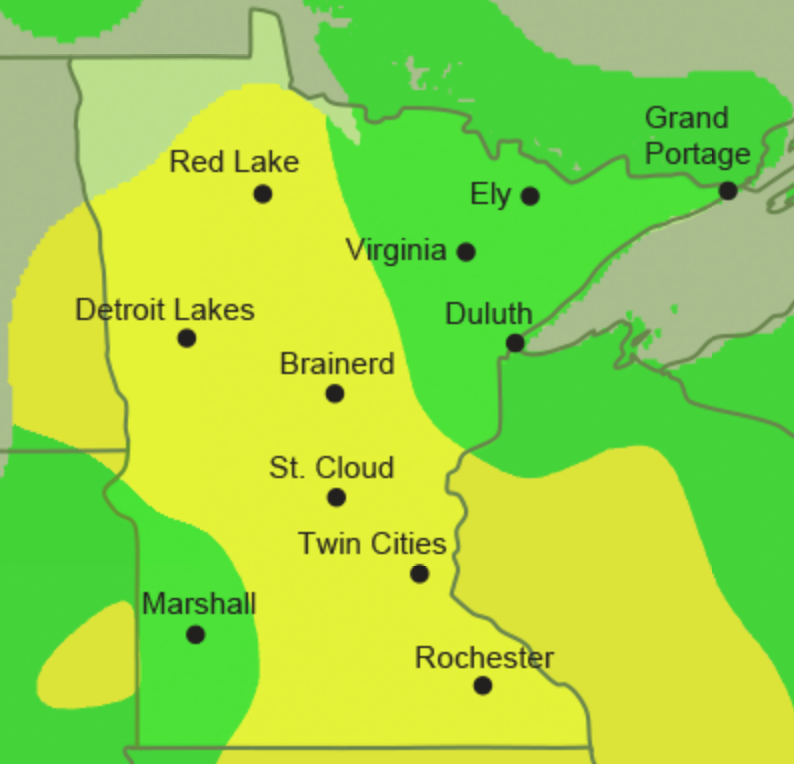 Grand
Portage
Red Lake
Ely
Virginia
Detroit Lakes
Duluth
Brainerd
St. Cloud
Twin Cities
Marshall
Rochester